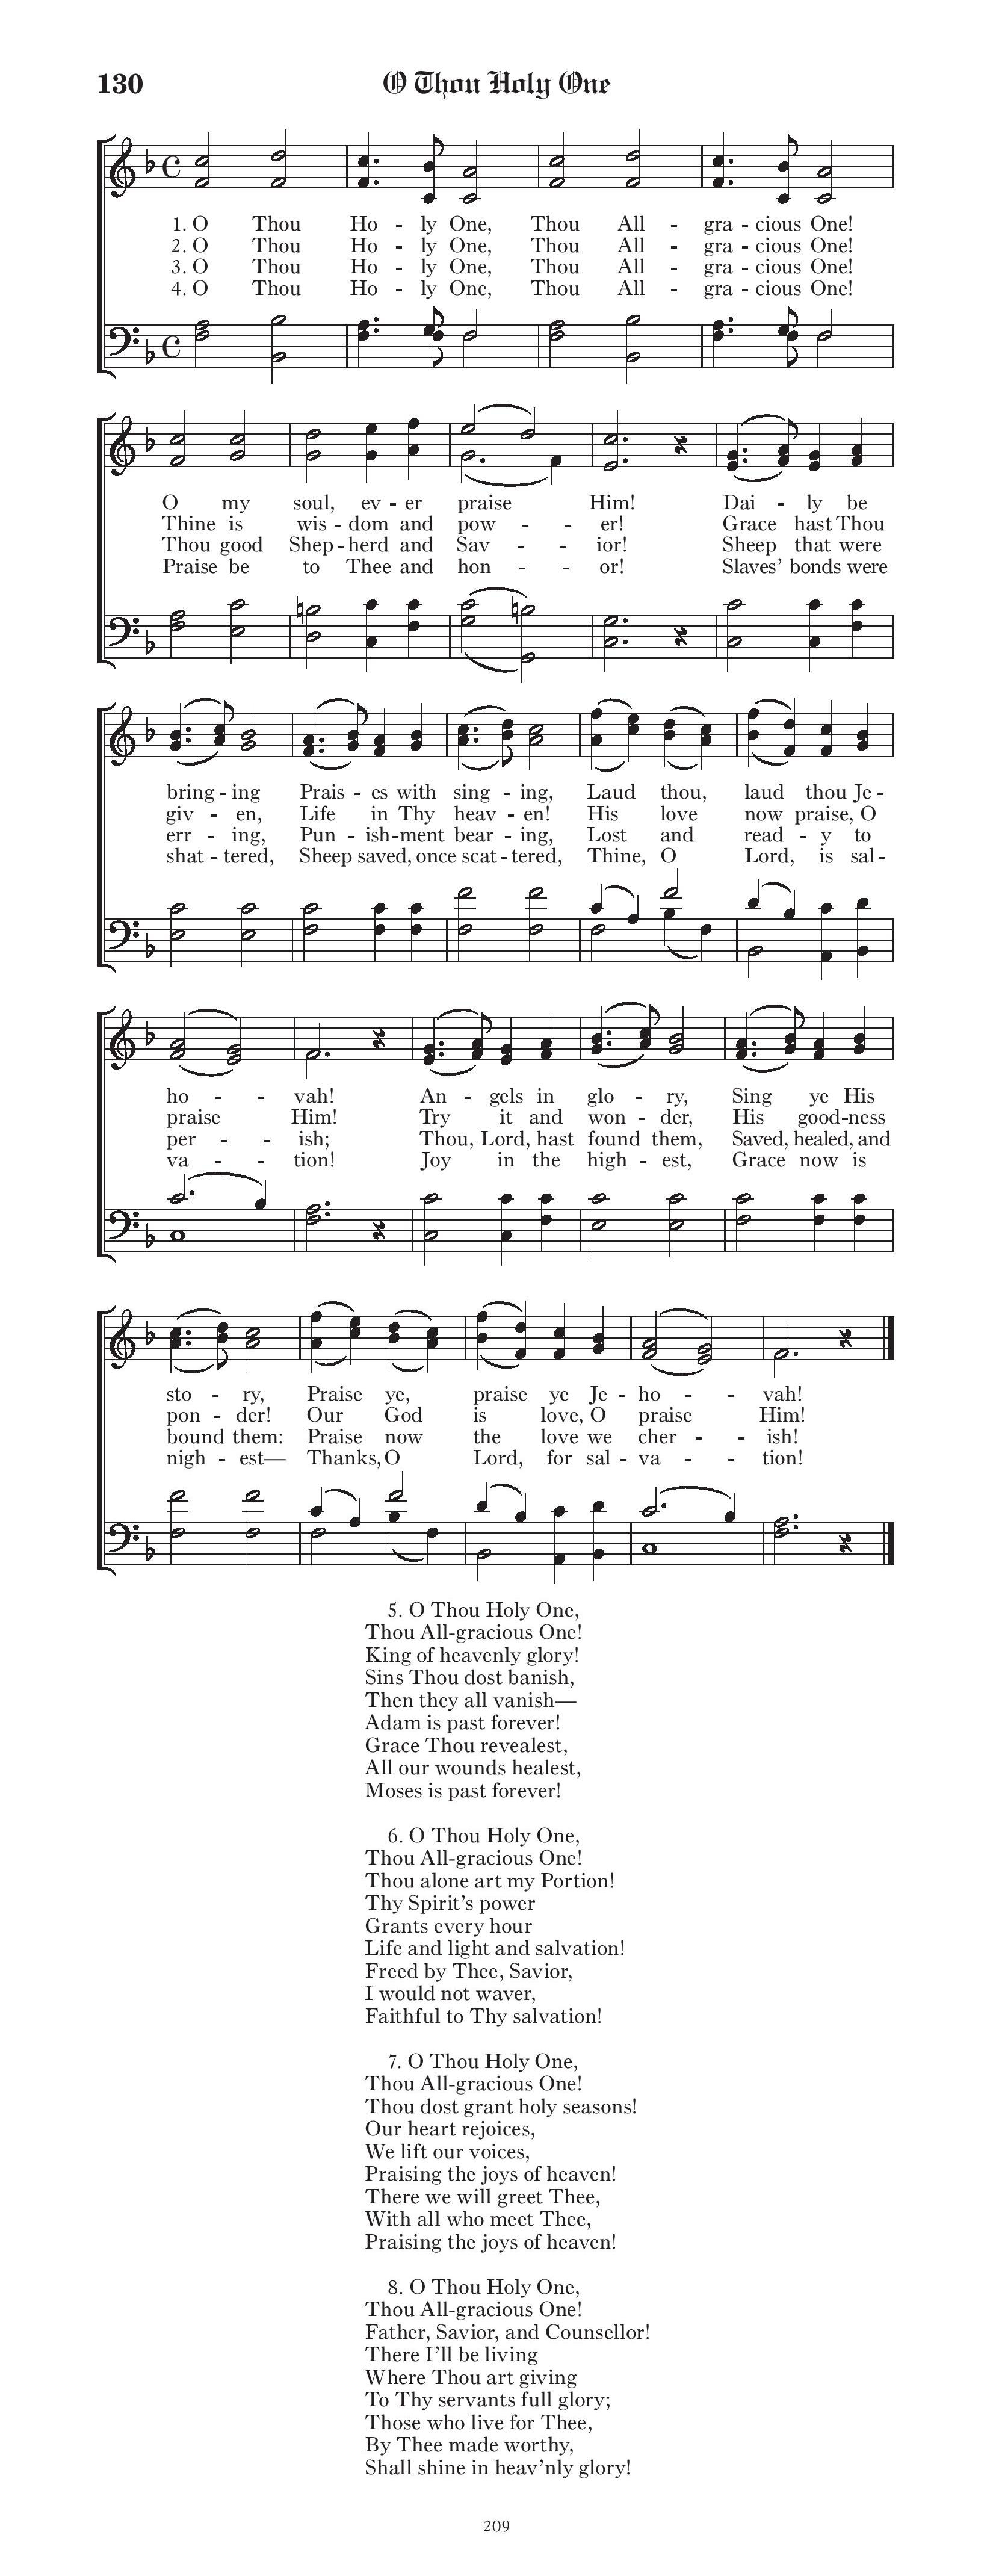 130 O Thou Holy One
1. O Thou Ho - ly One, Thou All - gra - cious One!
2. O Thou Ho - ly One, Thou All - gra - cious One!
3. O Thou Ho - ly One, Thou All - gra - cious One!
4. O Thou Ho - ly One, Thou All - gra - cious One!
O my soul, ev - er praise Him! Dai - ly be
Thine is wis - dom and pow - - er! Grace hast Thou
Thou good Shep - herd and Sav - - ior! Sheep that were
Praise be to Thee and hon - - or! Slaves’ bonds were
bring - ing Prais - es with sing - ing, Laud thou, laud thou Je -
giv - en, Life in Thy heav - en! His love now praise, O
err - ing, Pun - ish - ment bear - ing, Lost and read - y to
shat - tered, Sheep saved, once scat - tered, Thine, O Lord, is sal -
ho - - vah! An - gels in glo - ry, Sing ye His
praise Him! Try it and won - der, His good - ness
per - - ish; Thou, Lord, hast found them, Saved, healed, and
va - - tion! Joy in the high - est, Grace now is
sto - ry, Praise ye, praise ye Je - ho - - vah!
pon - der! Our God is love, O praise Him!
bound them: Praise now the love we cher - - ish!
nigh - est— Thanks, O Lord, for sal - va - - tion!
5. O Thou Holy One,
Thou All-gracious One!
King of heavenly glory!
Sins Thou dost banish,
Then they all vanish—
Adam is past forever!
Grace Thou revealest,
All our wounds healest,
Moses is past forever!
6. O Thou Holy One,
Thou All-gracious One!
Thou alone art my Portion!
Thy Spirit’s power
Grants every hour
Life and light and salvation!
Freed by Thee, Savior,
I would not waver,
Faithful to Thy salvation!
7. O Thou Holy One,
Thou All-gracious One!
Thou dost grant holy seasons!
Our heart rejoices,
We lift our voices,
Praising the joys of heaven!
There we will greet Thee,
With all who meet Thee,
Praising the joys of heaven!
8. O Thou Holy One,
Thou All-gracious One!
Father, Savior, and Counsellor!
There I’ll be living
Where Thou art giving
To Thy servants full glory;
Those who live for Thee,
By Thee made worthy,
Shall shine in heav’nly glory!
209